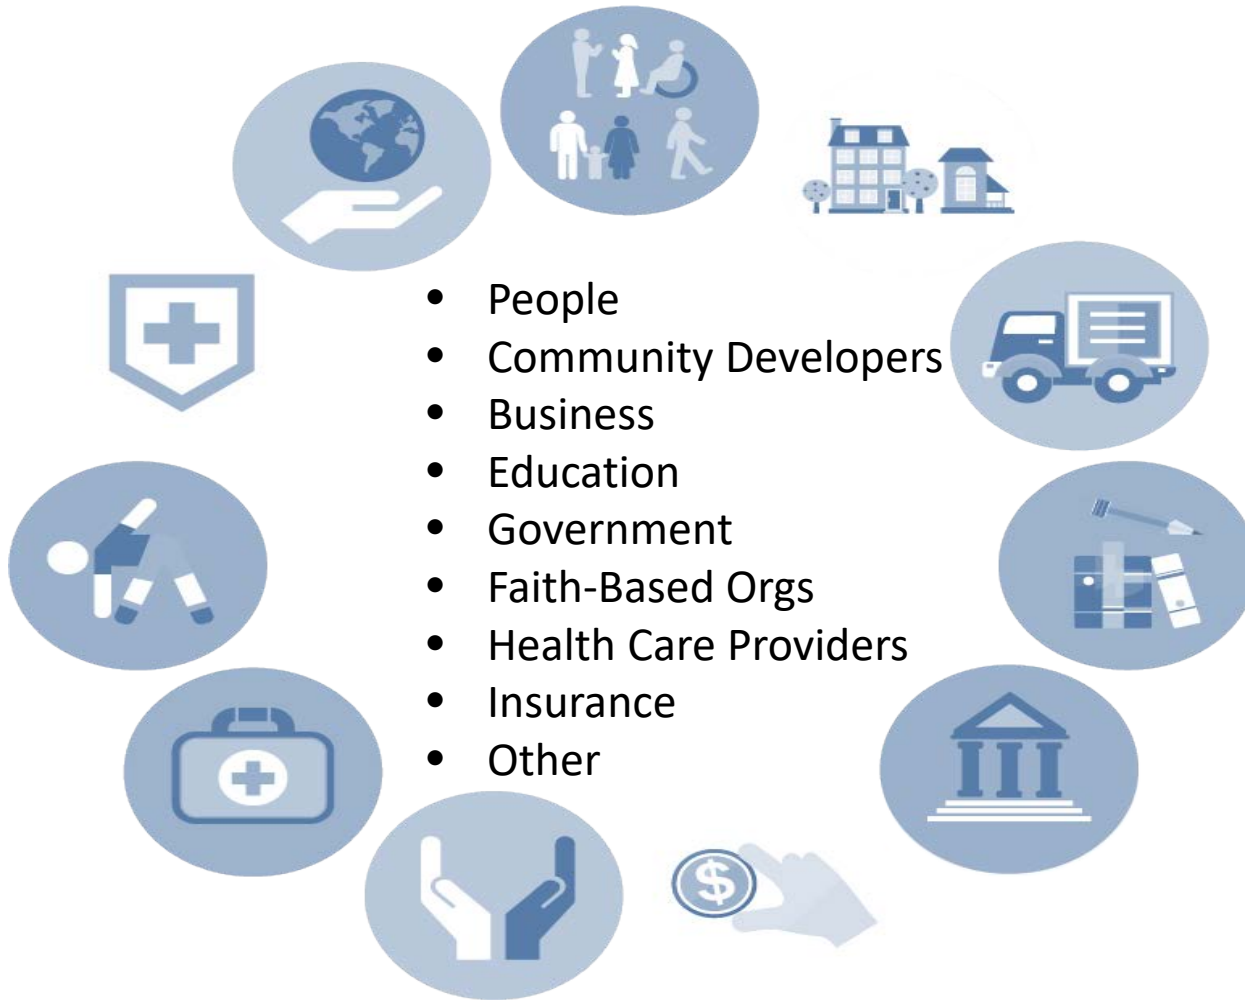 • People
• Community Developers
• Business
• Education
• Government
• Faith-Based Orgs
• Health Care Providers
• Insurance
• Other
$